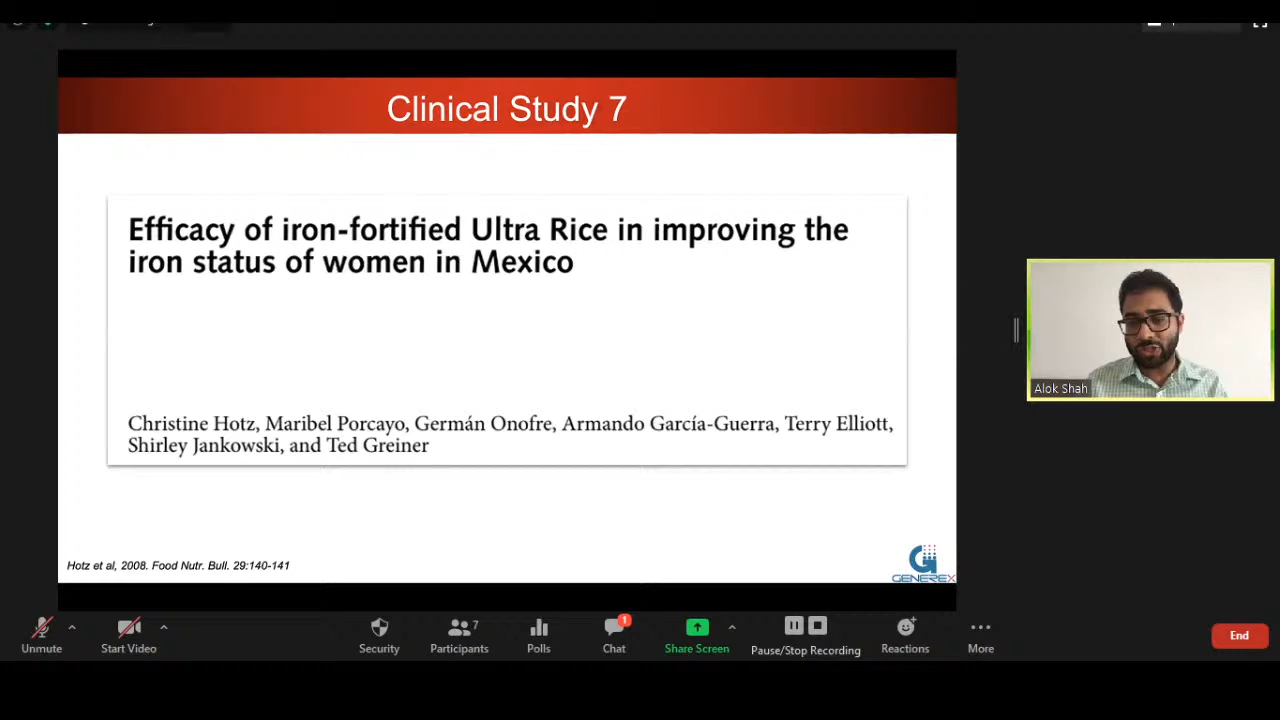 Clinical Study 7
Efficacy of iron-fortified Ultra Rice in improving the
iron status of women in Mexico
Christine Hotz, Maribel Porcayo, Germán Onofre, Armando García-Guerra, Terry Elliott,
Shirley Jankowski, and Ted Greiner
Hotz et al, 2008. Food Nutr. Bull. 29:140-141
GENEREX
Alok Shah
7
1
Unmute
Start Video
Security
Participants
Polls
Chat
Share Screen
Pause/Stop Recording
Reactions
More
End